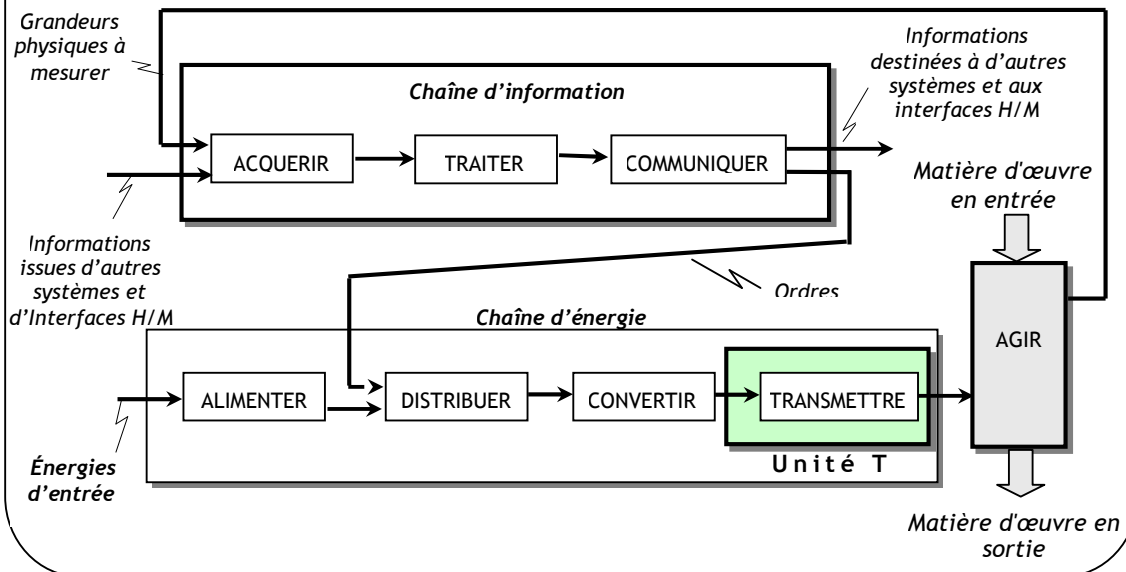 Grandeurs
physiques à
mesurer
Informations
destinées à d’autres
systèmes et aux
interfaces H/M
Chaîne d’information
ACQUERIR
TRAITER
COMMUNIQUER
Matière d'œuvre
en entrée
Informations
issues d’autres
systèmes et
d’Interfaces H/M
Ordres
Chaîne d’énergie
AGIR
ALIMENTER
DISTRIBUER
CONVERTIR
TRANSMETTRE
Unité T
Énergies
d’entrée
Matière d'œuvre en
sortie